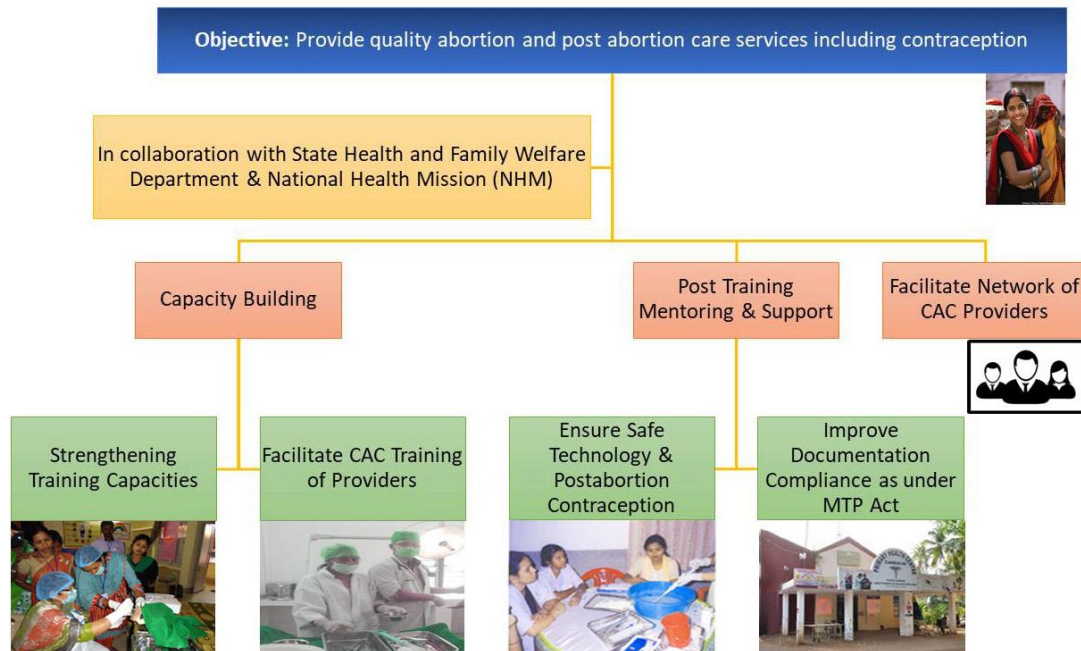 Objective: Provide quality abortion and post abortion care services including contraception
In collaboration with State Health and Family Welfare
Department & National Health Mission (NHM)
Capacity Building
Post Training
Mentoring & Support
Facilitate Network of
CAC Providers
Strengthening
Training Capacities
Facilitate CAC Training
of Providers
Ensure Safe
Technology &
Postabortion
Contraception
Improve
Documentation
Compliance as under
MTP Act